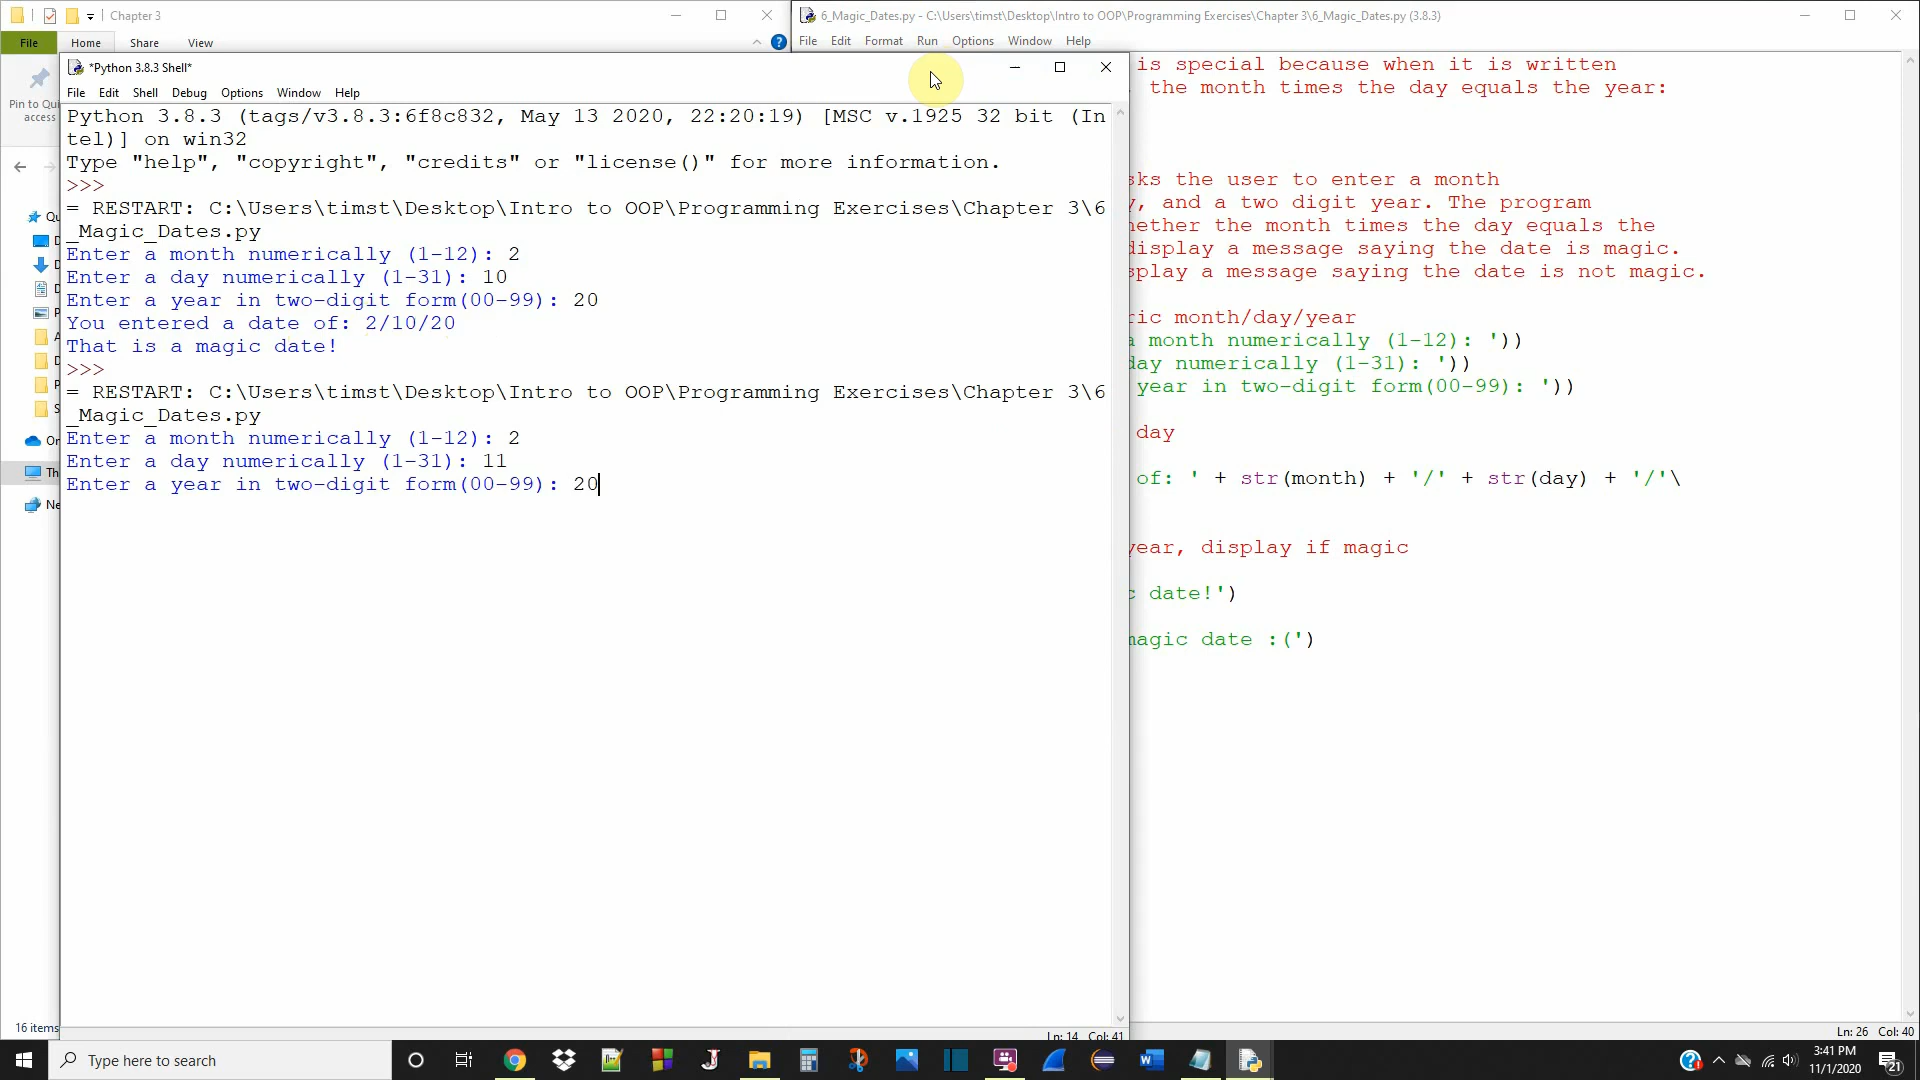 Chapter 3
File Home Share View
Pin to Qui
access
16 items
6_Magic_Dates.py - C:\Users\timst\Desktop\Intro to OOP\Programming Exercises\Chapter 3\6_Magic_Dates.py (3.8.3)
File Edit Format Run Options Window Help
*Python 3.8.3 Shell*
File Edit Shell Debug Options Window Help
Python 3.8.3 (tags/v3.8.3:6f8c832, May 13 2020, 22:20:19) [MSC v.1925 32 bit (In
tel)] on win32
Type "help", "copyright", "credits" or "license()" for more information.
>>>
= RESTART: C:\Users\timst\Desktop\Intro to OOP\Programming Exercises\Chapter 3\6
_Magic_Dates.py
Enter a month numerically (1-12): 2
Enter a day numerically (1-31): 10
Enter a year in two-digit form(00-99): 20
You entered a date of: 2/10/20
That is a magic date!
>>>
= RESTART: C:\Users\timst\Desktop\Intro to OOP\Programming Exercises\Chapter 3\6
_Magic_Dates.py
Enter a month numerically (1-12): 2
Enter a day numerically (1-31): 11
Enter a year in two-digit form(00-99): 20
Ln: 14 Col: 41
is special because when it is written
the month times the day equals the year:
sks the user to enter a month
, and a two digit year. The program
hether the month times the day equals the
display a message saying the date is magic.
splay a message saying the date is not magic.
ric month/day/year
a month numerically (1-12): '))
day numerically (1-31): '))
year in two-digit form(00-99): '))
day
of: ' + str(month) + '/' + str(day) + '/'\
year, display if magic
c date!')
magic date :(')
Ln: 26 Col: 40
Type here to search
3:41 PM
11/1/2020
21